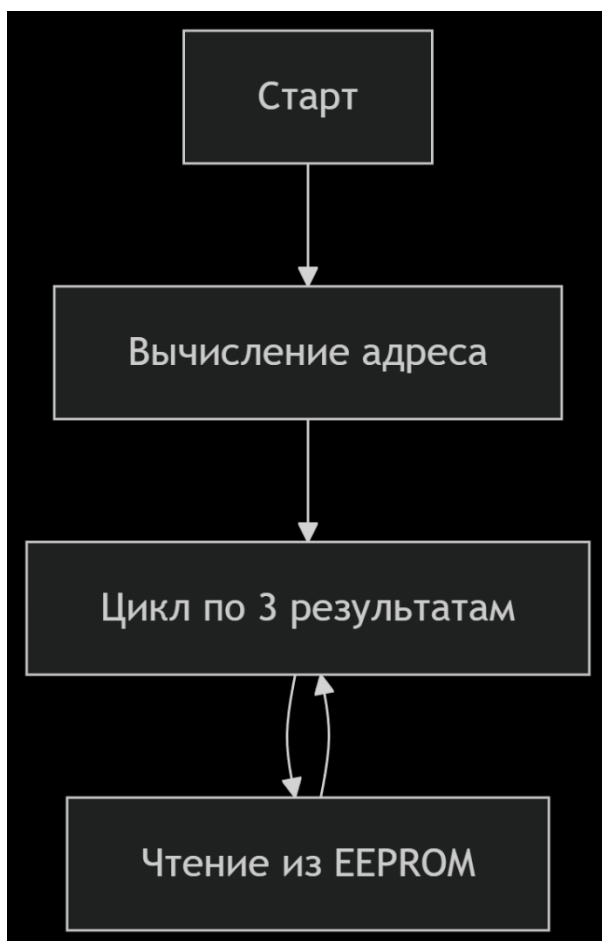 Старт
Вычисление адреса
Цикл по 3 результатам
Чтение из EEPROM